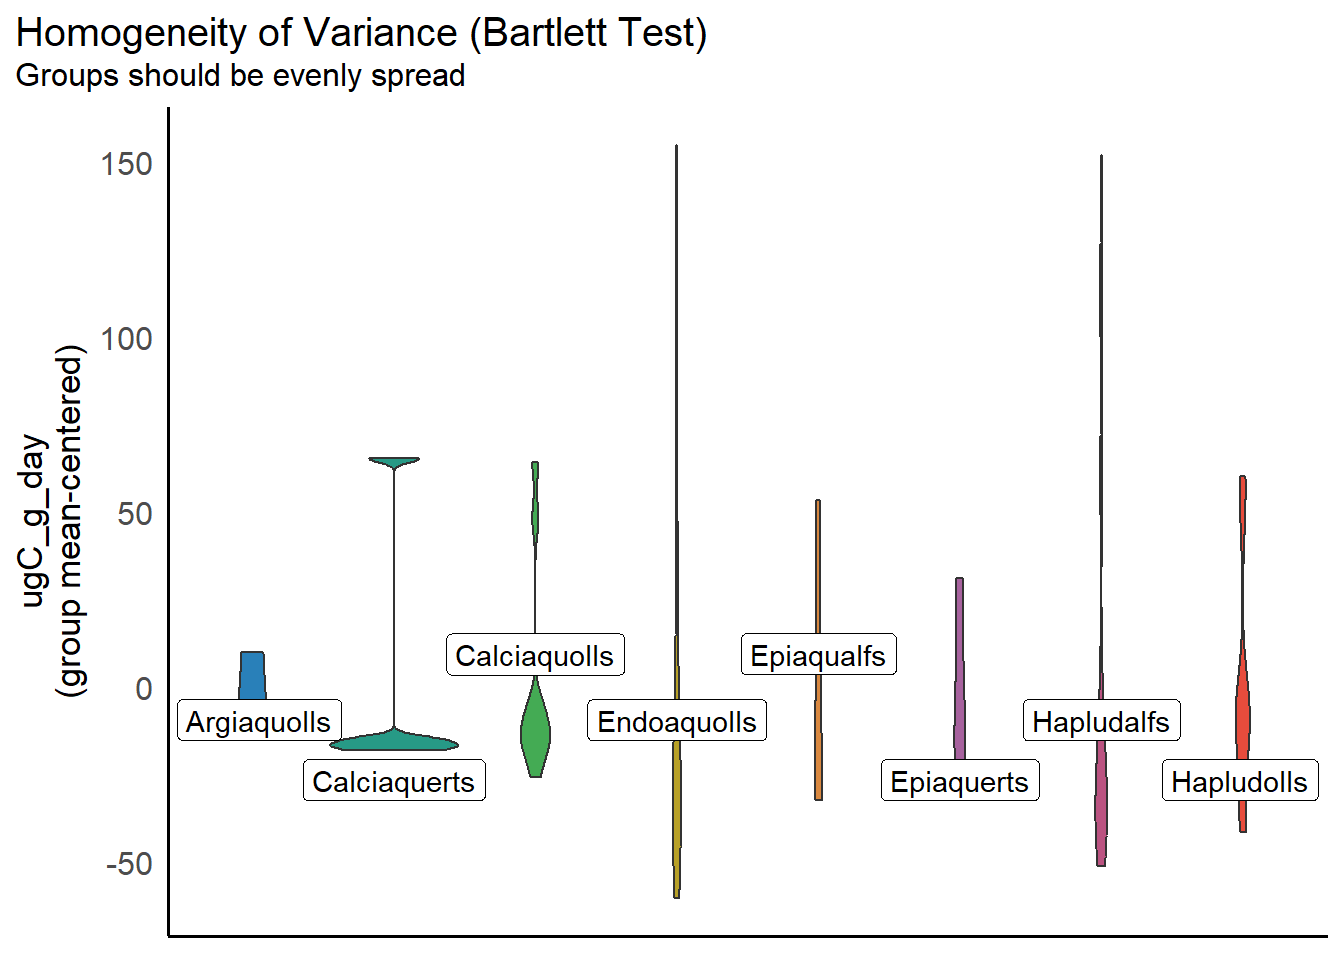 Homogeneity of Variance (Bartlett Test)
Groups should be evenly spread
ugC_g_day
(group mean-centered)
150
100
50
0
-50
Calciaquolls
Epiaqualfs
Argiaquolls
Endoaquolls
Hapludalfs
Calciaquerts
Epiaquerts
Hapludolls